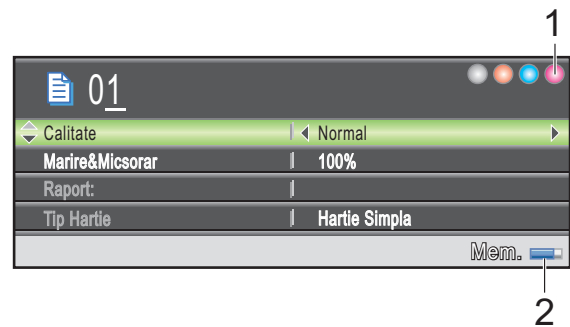 1
01
Calitate Normal
Marire&Micsorar 100%
Raport:
Tip Hartie Hartie Simpla
Mem.
2